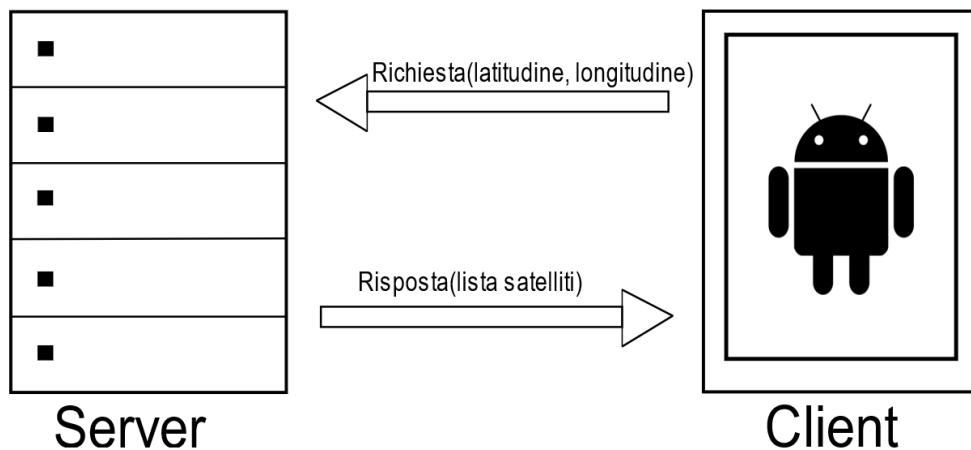 Richiesta(latitudine, longitudine)
Risposta(lista satelliti)
Server
Client